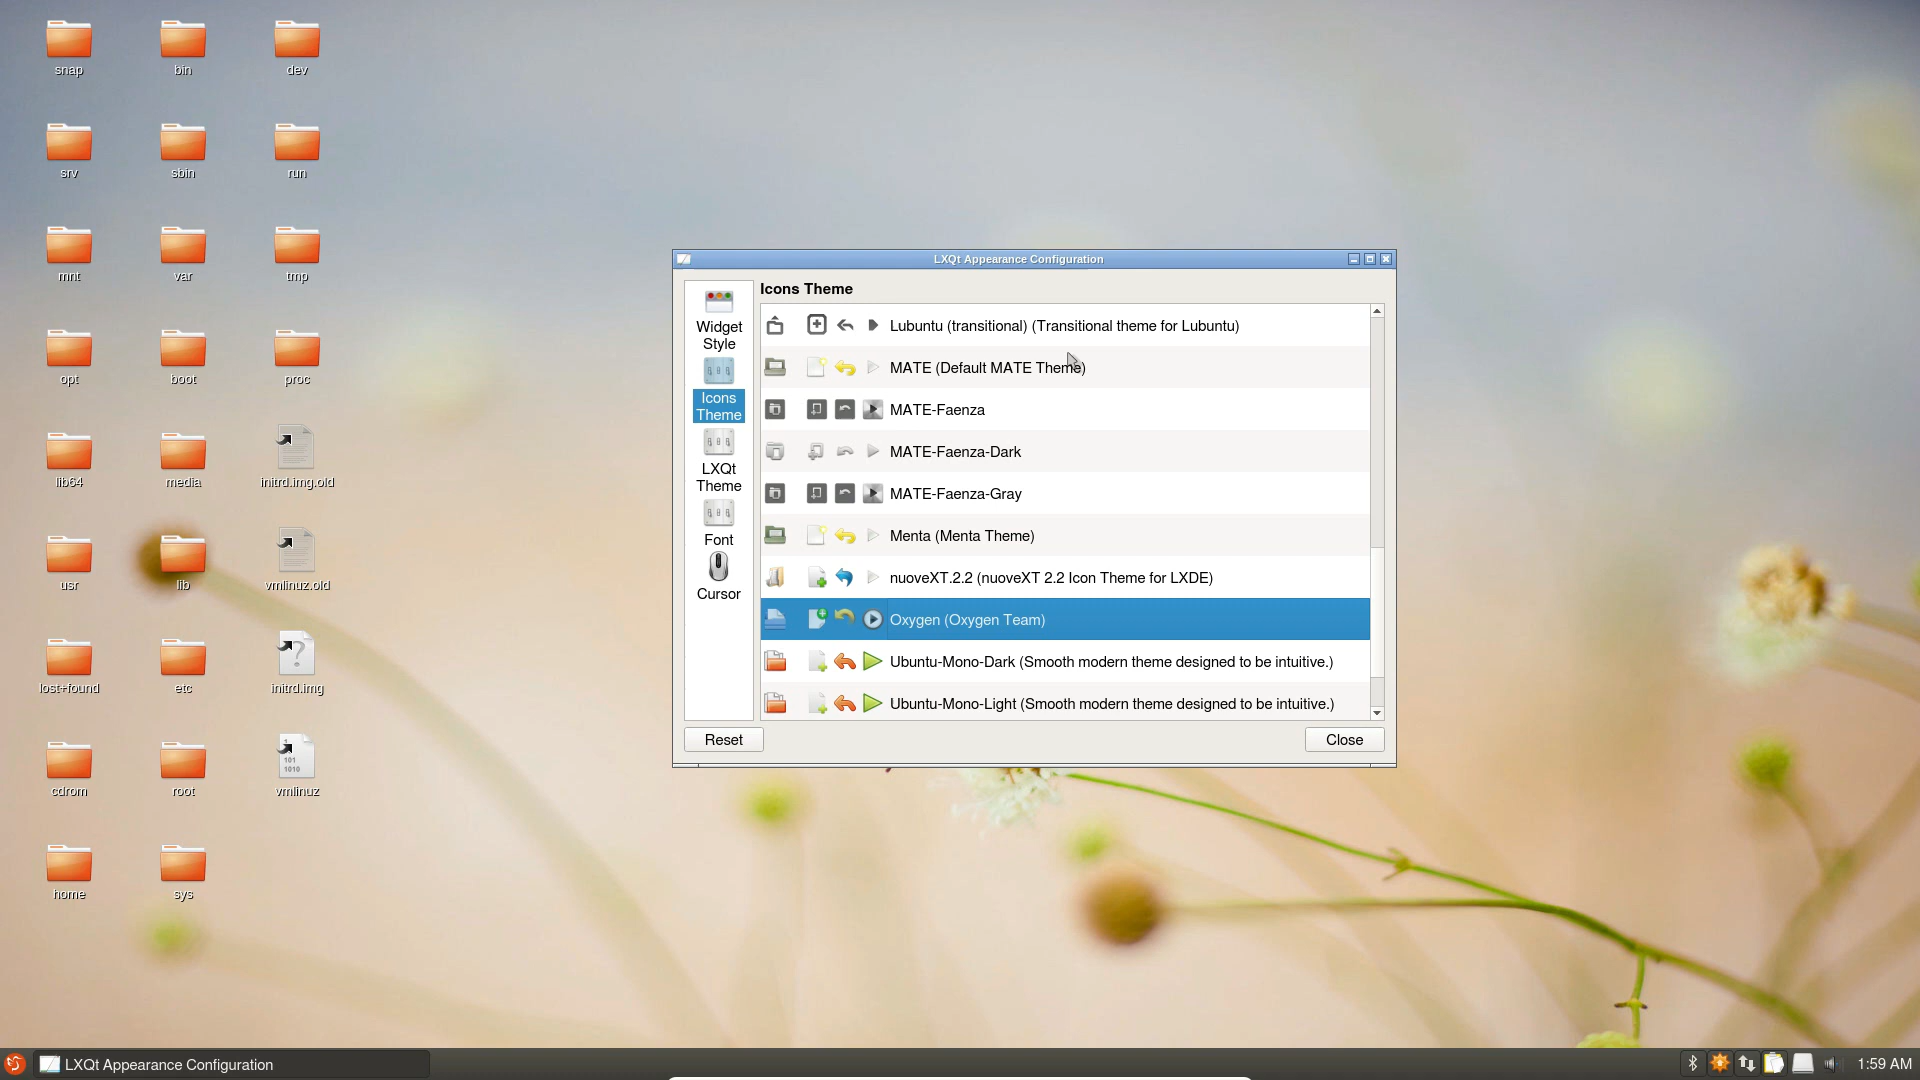 snap
bin
dev
srv
sbin
run
mnt
var
tmp
opt
boot
proc
lib64
media
initrd.img.old
usr
lib
vmlinuz.old
lost+found
etc
initrd.img
cdrom
root
vmlinuz
home
sys
LXQt Appearance Configuration
Widget
Style
Icons
Theme
LXQt
Theme
Font
Cursor
Icons Theme
Lubuntu (transitional) (Transitional theme for Lubuntu)
MATE (Default MATE Theme)
MATE-Faenza
MATE-Faenza-Dark
MATE-Faenza-Gray
Menta (Menta Theme)
nuoveXT.2.2 (nuoveXT 2.2 Icon Theme for LXDE)
Oxygen (Oxygen Team)
Ubuntu-Mono-Dark (Smooth modern theme designed to be intuitive.)
Ubuntu-Mono-Light (Smooth modern theme designed to be intuitive.)
Reset
Close
LXQt Appearance Configuration
1:59 AM